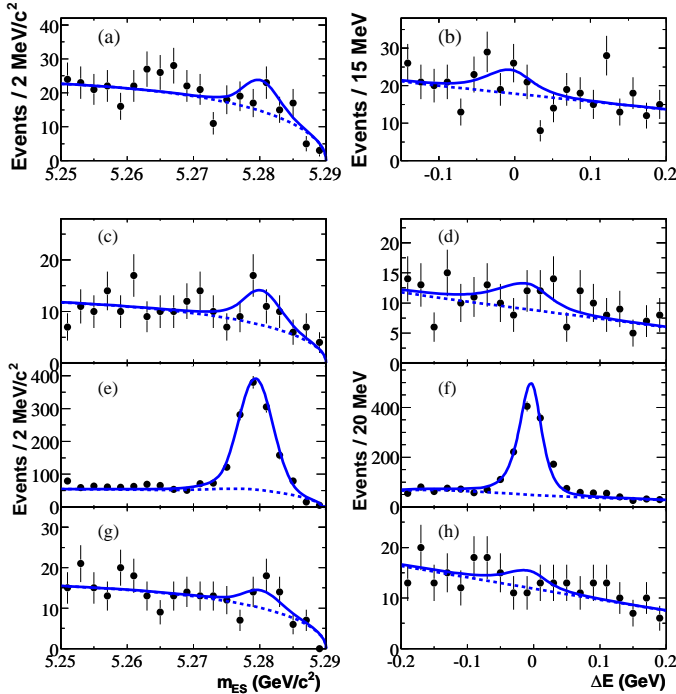 Events / 2 MeV/c²
40
30
20
10
0
(a)
5.25 5.26 5.27 5.28 5.29
Events / 15 MeV
40
30
20
10
0
(b)
-0.1 0 0.1 0.2
20
10
0
(c)
20
15
10
5
0
(d)
Events / 2 MeV/c²
400
300
200
100
0
(e)
Events / 20 MeV
400
200
0
(f)
30
20
10
0
(g)
5.25 5.26 5.27 5.28 5.29
m_ES (GeV/c²)
20
10
0
(h)
-0.2 -0.1 0 0.1 0.2
ΔE (GeV)